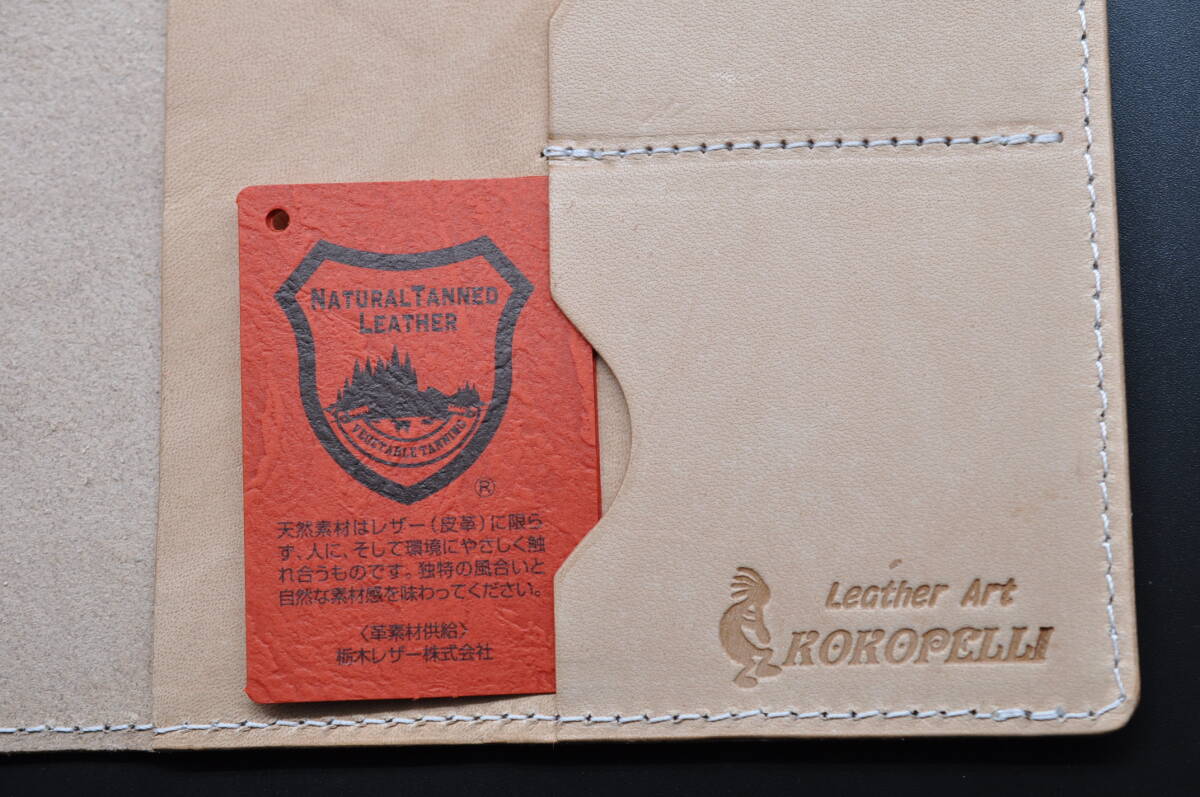 NATURAL TANNED
LEATHER
VEGETABLE TANNING
®
天然素材はレザー(皮革)に限ら
ず、人に、そして環境にやさしく触
れ合うものです。独特の風合いと
自然な素材感を味わってください。
〈革素材供給〉
栃木レザー株式会社
Leather Art
KOKOPELLI